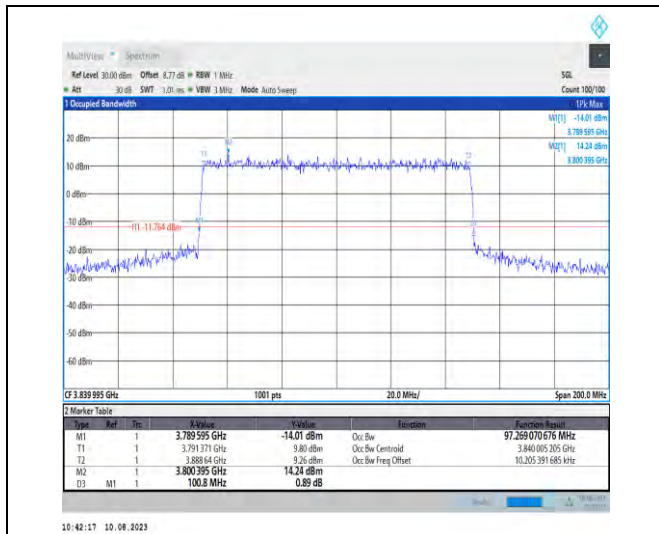 MultiView Spectrum
Ref Level 30.00 dBm Offset 8.77 dB RBW 1 MHz SGL
Att 30 dB SWT 1.01 ms VBW 3 MHz Mode Auto Sweep Count 100/100
1 Occupied Bandwidth 1Pk Max
M1[1] -14.01 dBm
3.789 595 GHz
M2[1] 14.24 dBm
3.800 395 GHz
20 dBm
M2
T1
T2
10 dBm
0 dBm
-10 dBm
M1
H1 -11.764 dBm
-20 dBm
-30 dBm
-40 dBm
-50 dBm
-60 dBm
CF 3.839 995 GHz 1001 pts 20.0 MHz/ Span 200.0 MHz
2 Marker Table
Type Ref Trc X-Value Y-Value Function Function Result
M1 1 3.789 595 GHz -14.01 dBm Occ Bw 97.269 070 676 MHz
T1 1 3.791 371 GHz 9.80 dBm Occ Bw Centroid 3.840 005 205 GHz
T2 1 3.888 64 GHz 9.26 dBm Occ Bw Freq Offset 10.205 391 685 kHz
M2 1 3.800 395 GHz 14.24 dBm
D3 M1 1 100.8 MHz 0.89 dB
10:42:17 10.08.2023